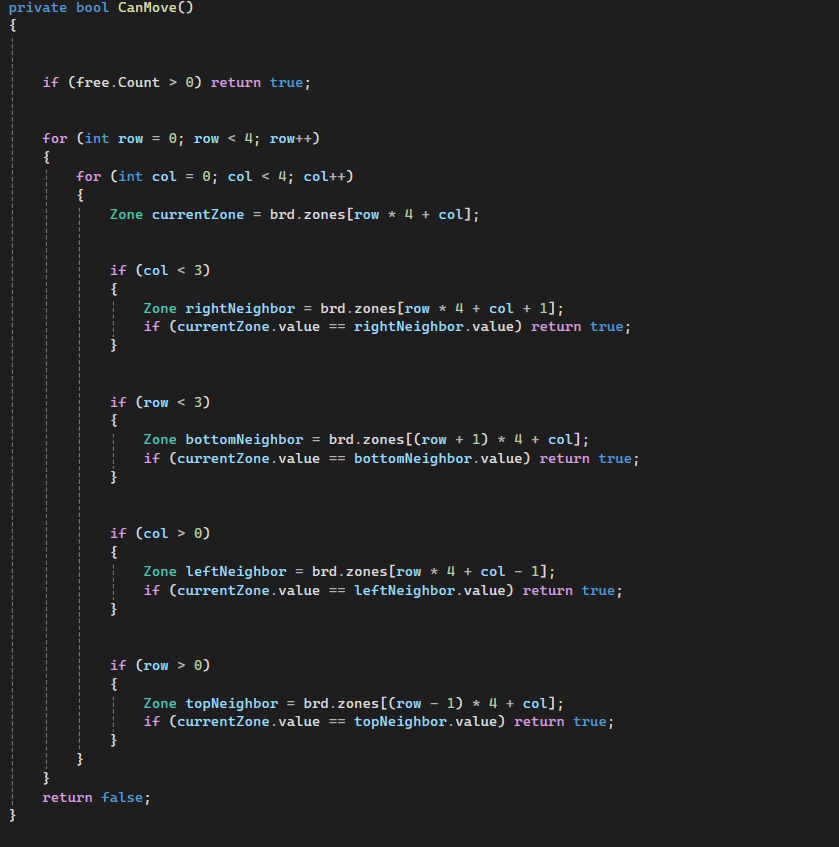 private bool CanMove()
{
if (free.Count > 0) return true;
for (int row = 0; row < 4; row++)
{
for (int col = 0; col < 4; col++)
{
Zone currentZone = brd.zones[row * 4 + col];
if (col < 3)
{
Zone rightNeighbor = brd.zones[row * 4 + col + 1];
if (currentZone.value == rightNeighbor.value) return true;
}
if (row < 3)
{
Zone bottomNeighbor = brd.zones[(row + 1) * 4 + col];
if (currentZone.value == bottomNeighbor.value) return true;
}
if (col > 0)
{
Zone leftNeighbor = brd.zones[row * 4 + col - 1];
if (currentZone.value == leftNeighbor.value) return true;
}
if (row > 0)
{
Zone topNeighbor = brd.zones[(row - 1) * 4 + col];
if (currentZone.value == topNeighbor.value) return true;
}
}
}
return false;
}